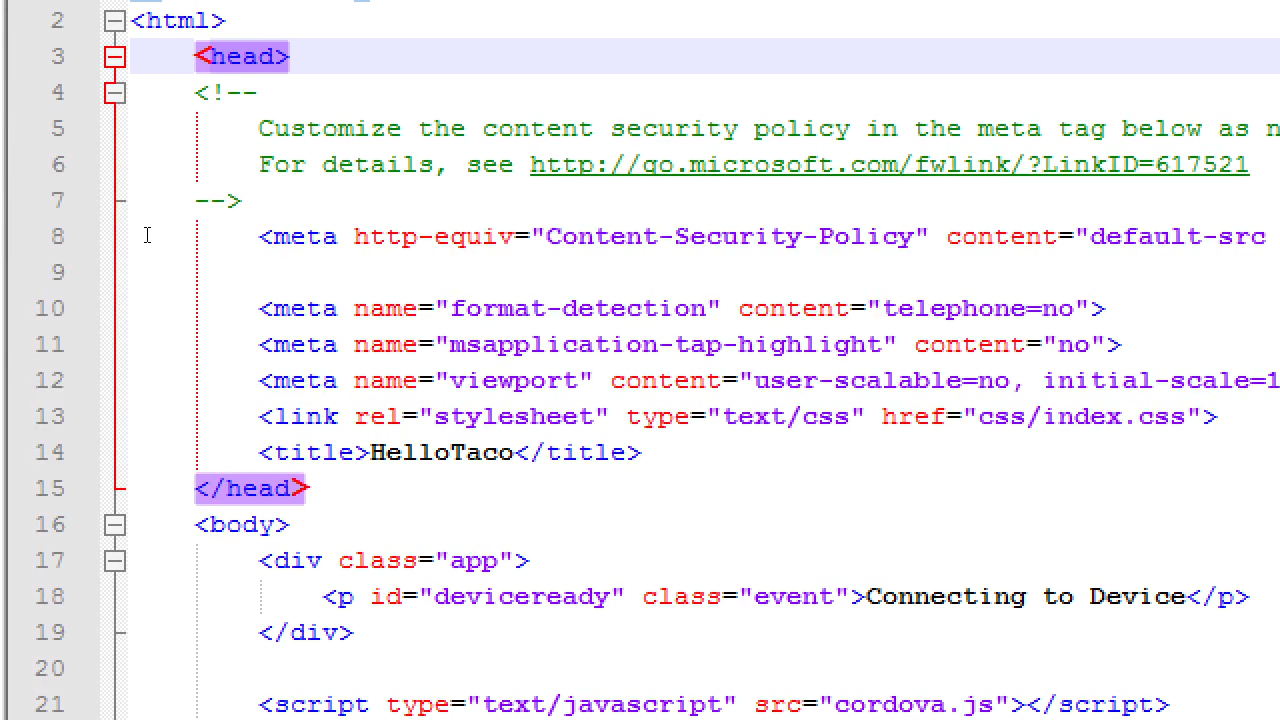 2 <html>
3 <head>
4 <!--
5 Customize the content security policy in the meta tag below as
6 For details, see http://go.microsoft.com/fwlink/?LinkID=617521
7 -->
8 <meta http-equiv="Content-Security-Policy" content="default-src
9
10 <meta name="format-detection" content="telephone=no">
11 <meta name="msapplication-tap-highlight" content="no">
12 <meta name="viewport" content="user-scalable=no, initial-scale=1
13 <link rel="stylesheet" type="text/css" href="css/index.css">
14 <title>HelloTaco</title>
15 </head>
16 <body>
17 <div class="app">
18 <p id="deviceready" class="event">Connecting to Device</p>
19 </div>
20
21 <script type="text/javascript" src="cordova.js"></script>